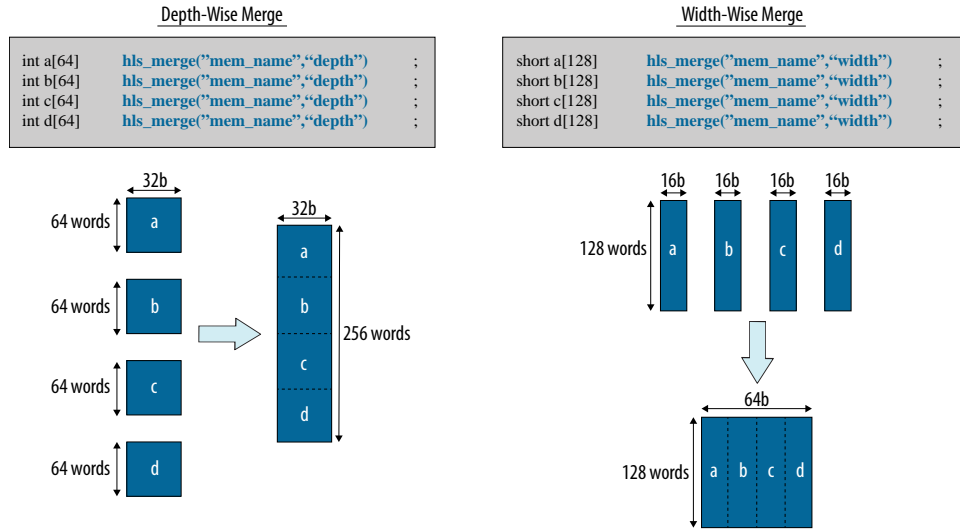 Depth-Wise Merge
int a[64] hls_merge(”mem_name”,“depth”) ;
int b[64] hls_merge(”mem_name”,“depth”) ;
int c[64] hls_merge(”mem_name”,“depth”) ;
int d[64] hls_merge(”mem_name”,“depth”) ;
32b
64 words
a
64 words
b
64 words
c
64 words
d
32b
a
b
c
d
256 words
Width-Wise Merge
short a[128] hls_merge(”mem_name”,“width”) ;
short b[128] hls_merge(”mem_name”,“width”) ;
short c[128] hls_merge(”mem_name”,“width”) ;
short d[128] hls_merge(”mem_name”,“width”) ;
16b 16b 16b 16b
128 words
a b c d
64b
128 words
a b c d